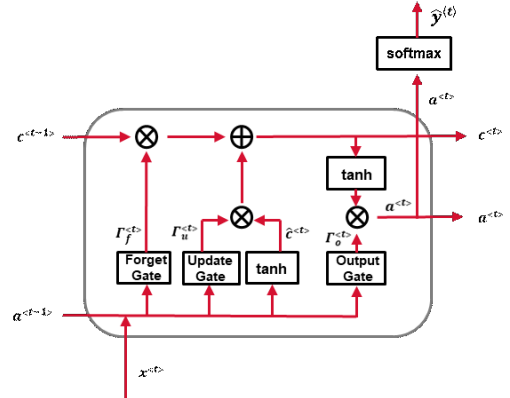 ŷ⁽ᵗ⁾
softmax
a<t>
c<t−1>
c<t>
tanh
a<t>
Γf<t>
Γu<t>
ĉ<t>
Γo<t>
a<t>
Forget Gate
Update Gate
tanh
Output Gate
a<t−1>
x<t>